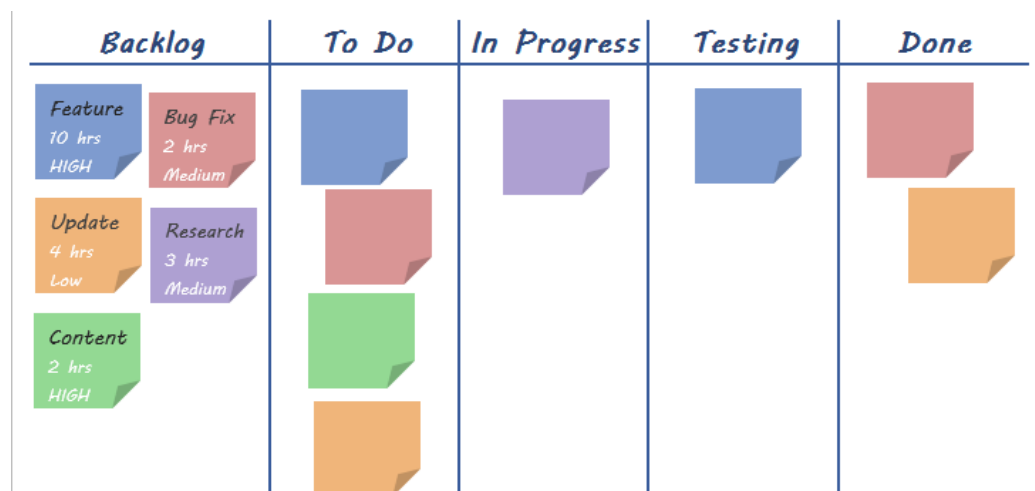 Backlog
To Do
In Progress
Testing
Done
Feature
10 hrs
HIGH
Bug Fix
2 hrs
Medium
Update
4 hrs
Low
Research
3 hrs
Medium
Content
2 hrs
HIGH